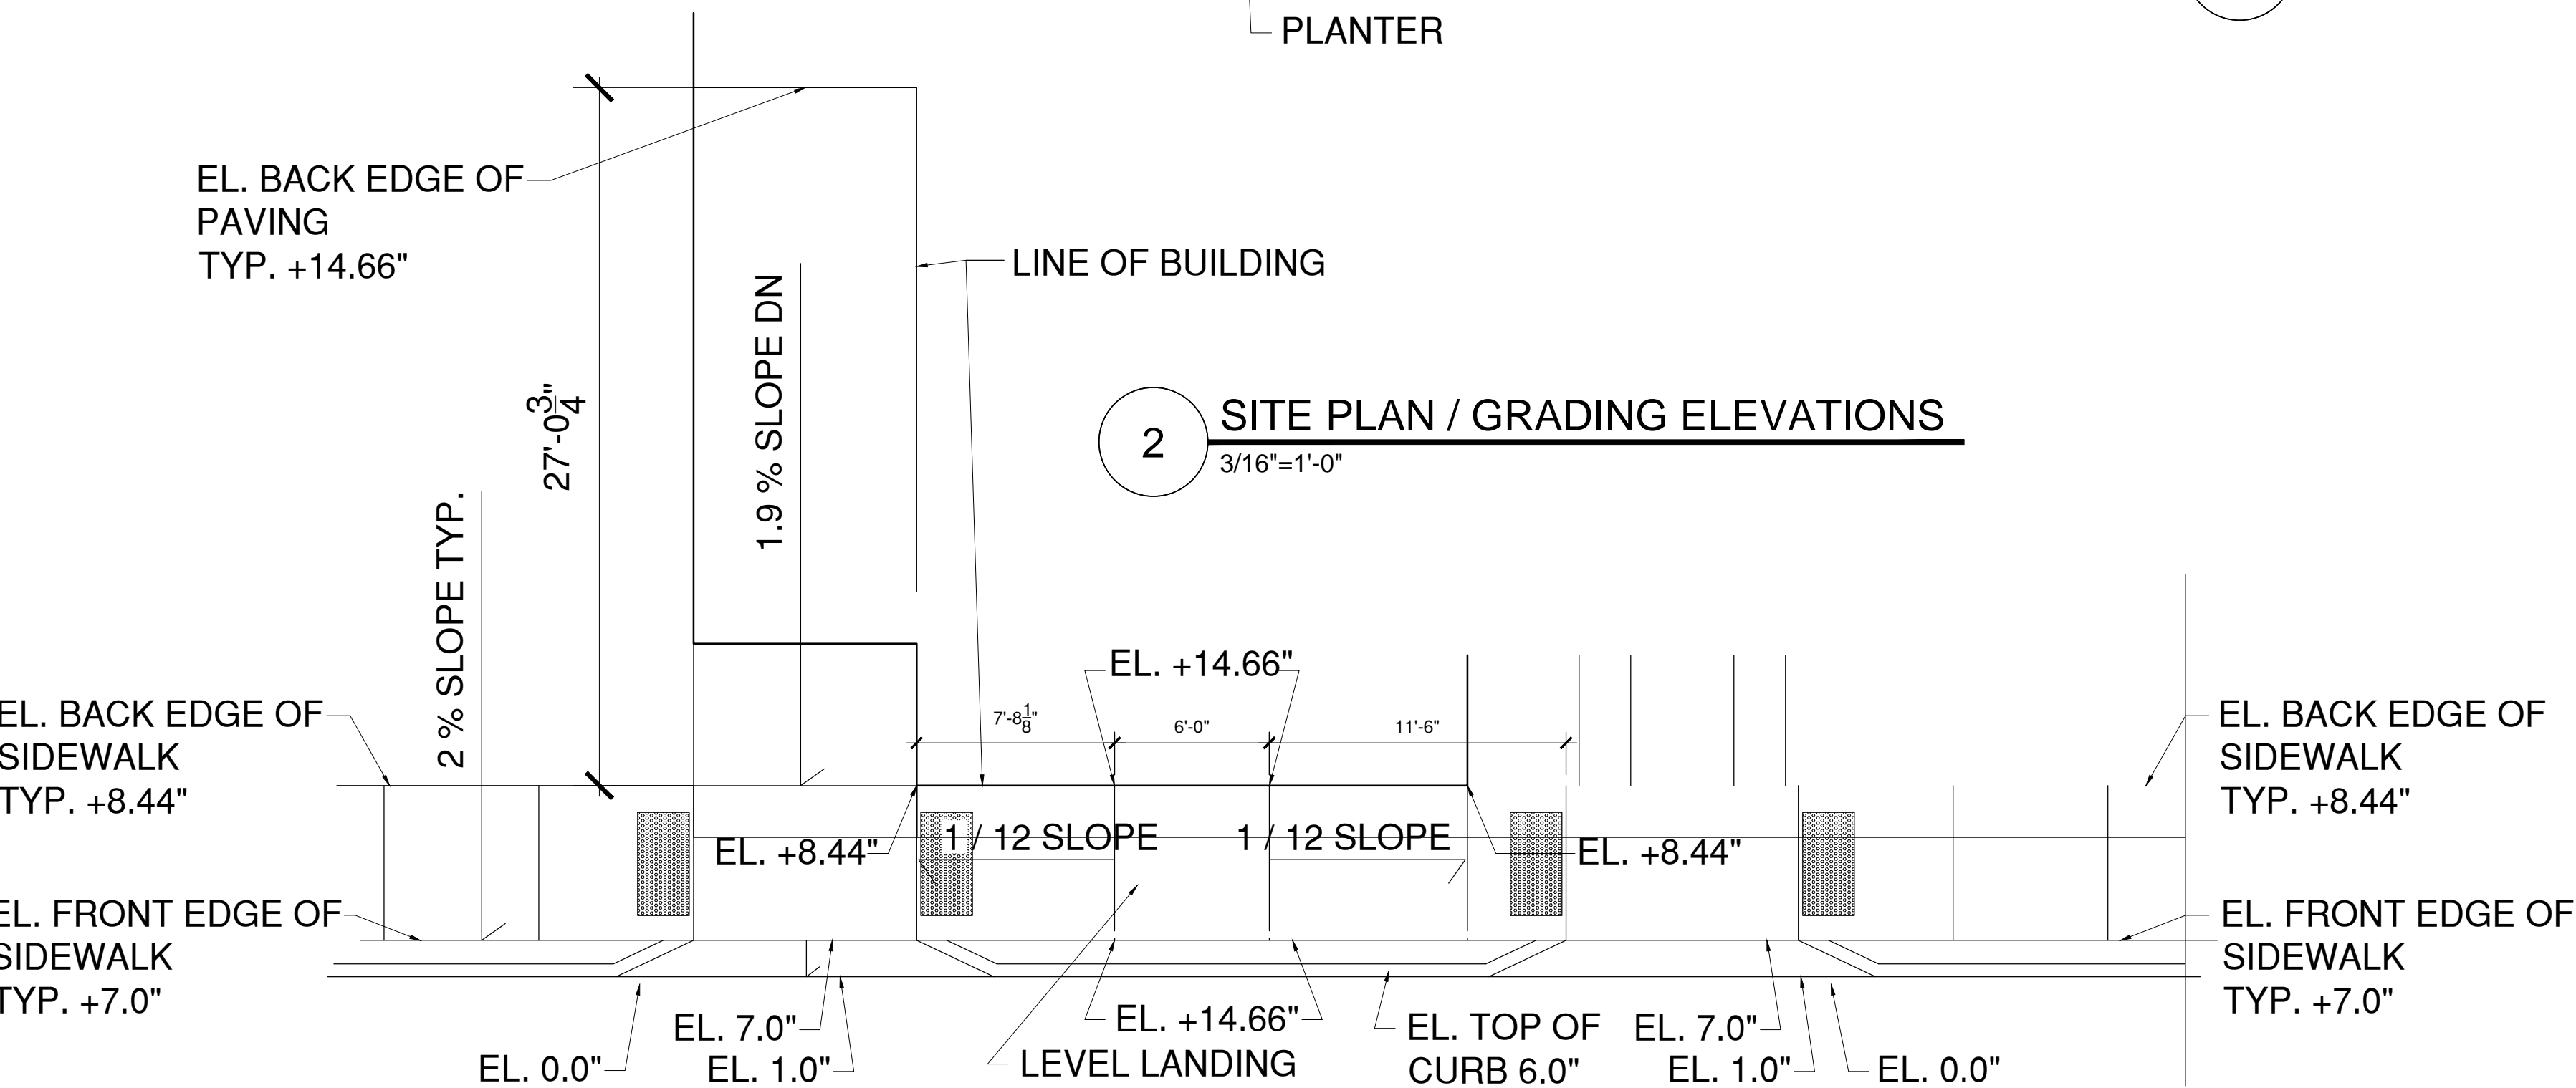 PLANTER
EL. BACK EDGE OF
PAVING
TYP. +14.66"
LINE OF BUILDING
1.9 % SLOPE DN
27'-0 3/4"
2 % SLOPE TYP.
2
SITE PLAN / GRADING ELEVATIONS
3/16"=1'-0"
EL. +14.66"
7'-8 1/8"
6'-0"
11'-6"
EL. BACK EDGE OF
SIDEWALK
TYP. +8.44"
EL. BACK EDGE OF
SIDEWALK
TYP. +8.44"
EL. +8.44"
1 / 12 SLOPE
1 / 12 SLOPE
EL. +8.44"
EL. FRONT EDGE OF
SIDEWALK
TYP. +7.0"
EL. FRONT EDGE OF
SIDEWALK
TYP. +7.0"
EL. 0.0"
EL. 7.0"
EL. 1.0"
EL. +14.66"
LEVEL LANDING
EL. TOP OF
CURB 6.0"
EL. 7.0"
EL. 1.0"
EL. 0.0"